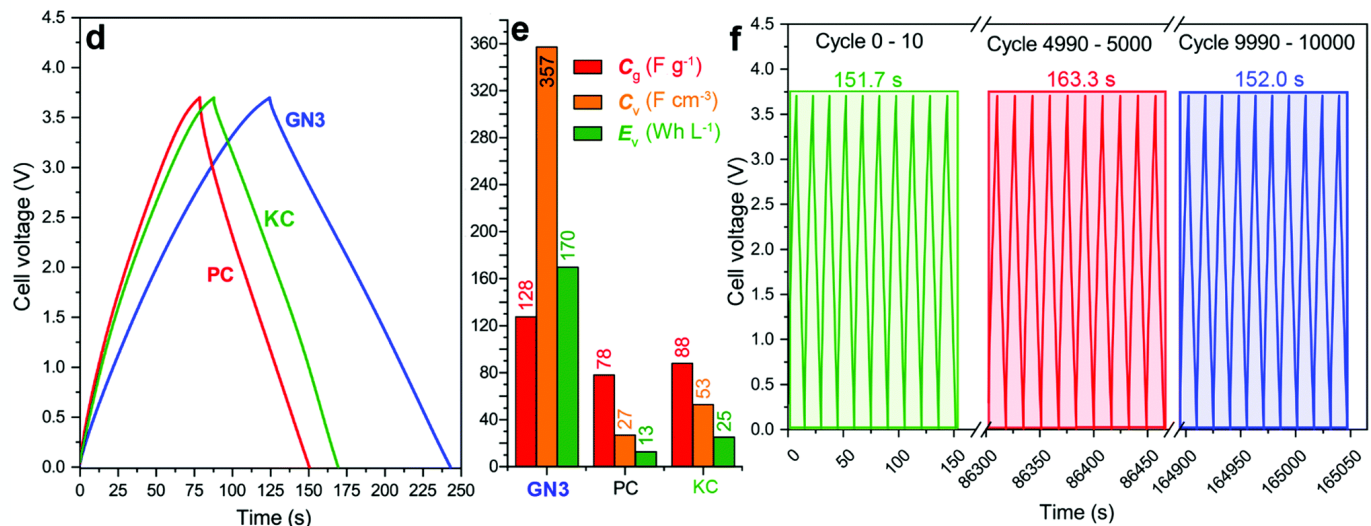 d
4.5
4.0
3.5
3.0
2.5
2.0
1.5
1.0
0.5
0.0
Cell voltage (V)
GN3
KC
PC
0 25 50 75 100 125 150 175 200 225 250
Time (s)
e
360
320
280
240
200
160
120
80
40
0
Cg (F g-1)
Cv (F cm-3)
Ev (Wh L-1)
128
357
170
78
27
13
88
53
25
GN3 PC KC
f
Cycle 0 - 10
Cycle 4990 - 5000
Cycle 9990 - 10000
151.7 s
163.3 s
152.0 s
4.5
4.0
3.5
3.0
2.5
2.0
1.5
1.0
0.5
0.0
Cell voltage (V)
0 50 100 150
86300 86350 86400 86450
164900 164950 165000 165050
Time (s)